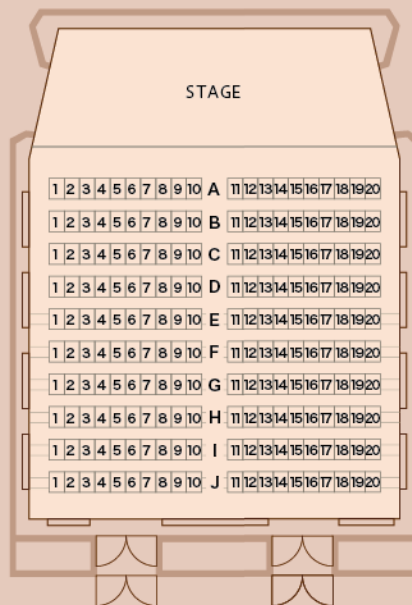 STAGE
1 2 3 4 5 6 7 8 9 10 A 11 12 13 14 15 16 17 18 19 20
1 2 3 4 5 6 7 8 9 10 B 11 12 13 14 15 16 17 18 19 20
1 2 3 4 5 6 7 8 9 10 C 11 12 13 14 15 16 17 18 19 20
1 2 3 4 5 6 7 8 9 10 D 11 12 13 14 15 16 17 18 19 20
1 2 3 4 5 6 7 8 9 10 E 11 12 13 14 15 16 17 18 19 20
1 2 3 4 5 6 7 8 9 10 F 11 12 13 14 15 16 17 18 19 20
1 2 3 4 5 6 7 8 9 10 G 11 12 13 14 15 16 17 18 19 20
1 2 3 4 5 6 7 8 9 10 H 11 12 13 14 15 16 17 18 19 20
1 2 3 4 5 6 7 8 9 10 I 11 12 13 14 15 16 17 18 19 20
1 2 3 4 5 6 7 8 9 10 J 11 12 13 14 15 16 17 18 19 20